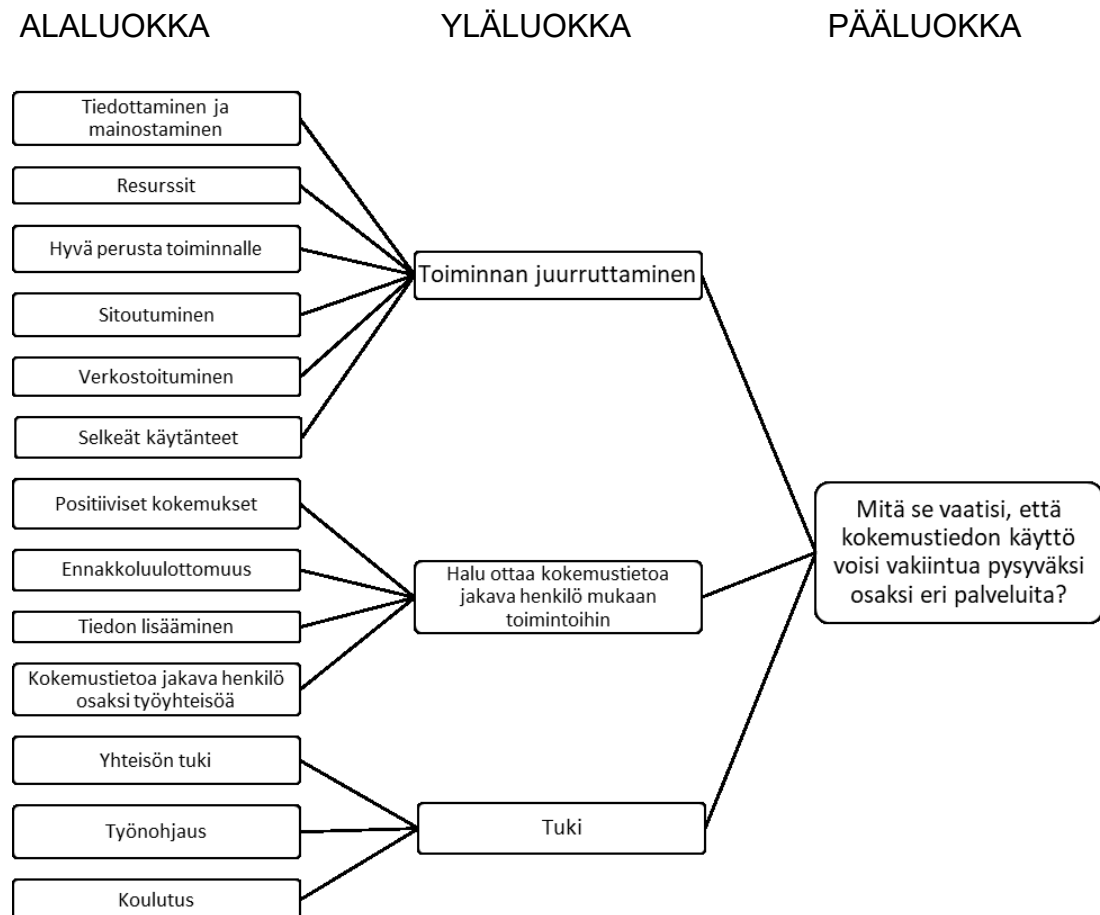 ALALUOKKA
YLÄLUOKKA
PÄÄLUOKKA
Tiedottaminen ja
mainostaminen
Resurssit
Hyvä perusta toiminnalle
Sitoutuminen
Verkostoituminen
Selkeät käytänteet
Positiiviset kokemukset
Ennakkoluulottomuus
Tiedon lisääminen
Kokemustietoa jakava henkilö
osaksi työyhteisöä
Yhteisön tuki
Työnohjaus
Koulutus
Toiminnan juurruttaminen
Halu ottaa kokemustietoa
jakava henkilö mukaan
toimintoihin
Tuki
Mitä se vaatisi, että
kokemustiedon käyttö
voisi vakiintua pysyväksi
osaksi eri palveluita?